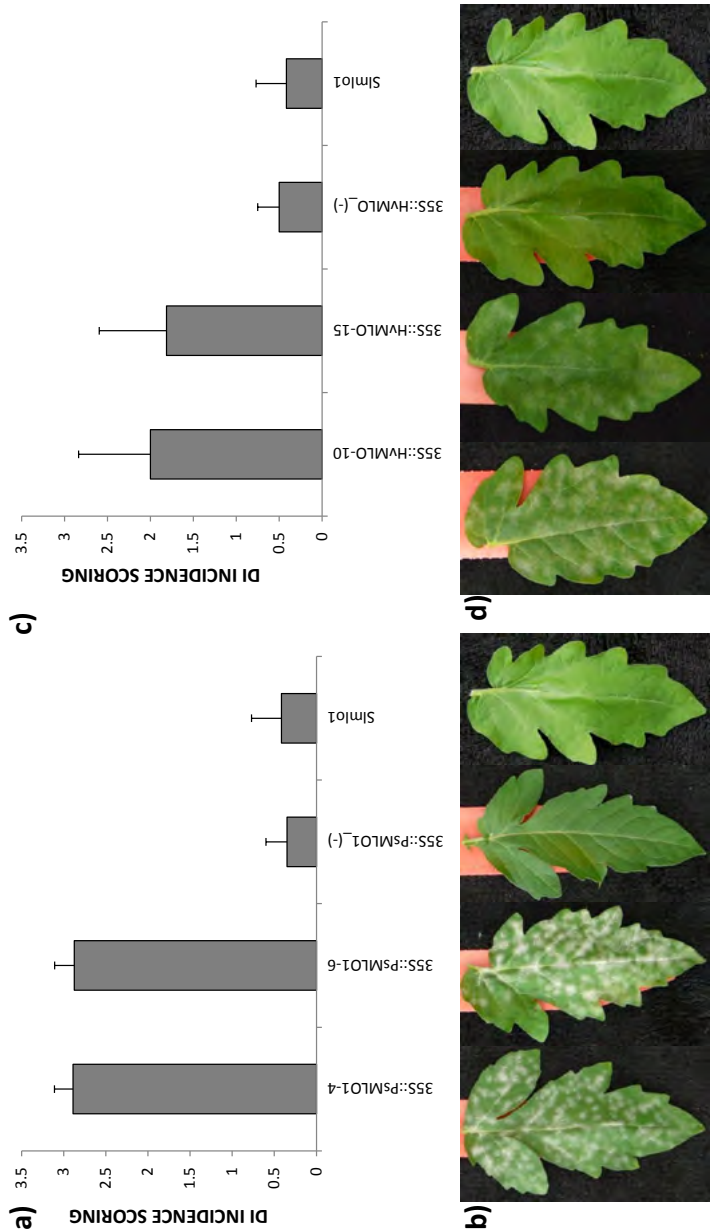 a)
DI INCIDENCE SCORING
3.5
3
2.5
2
1.5
1
0.5
0
35S::PsMLO1-4
35S::PsMLO1-6
35S::PsMLO1_(-)
Slmlo1
b)
c)
DI INCIDENCE SCORING
3.5
3
2.5
2
1.5
1
0.5
0
35S::HvMLO-10
35S::HvMLO-15
35S::HvMLO_(-)
Slmlo1
d)